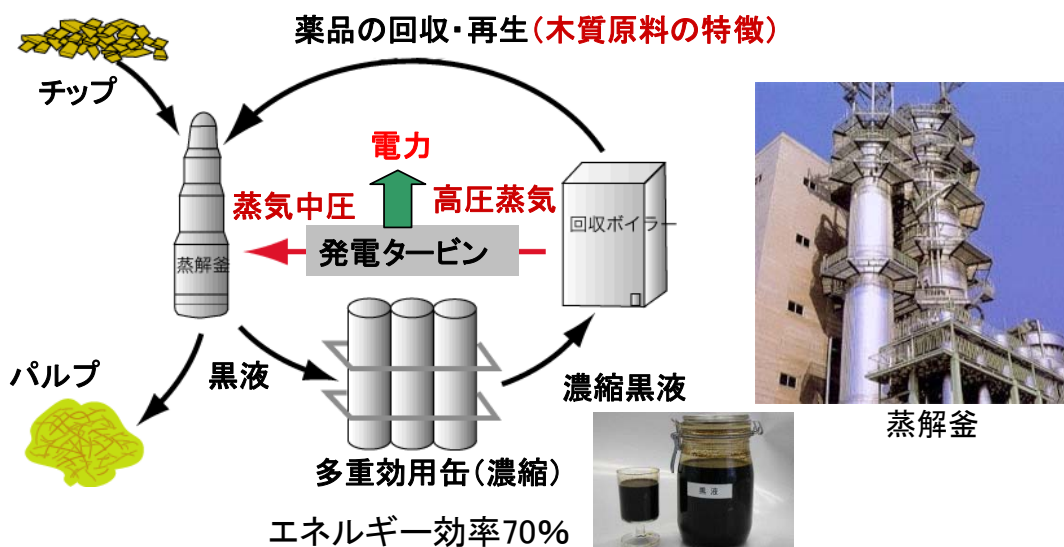 薬品の回収・再生(木質原料の特徴)
チップ
電力
蒸気中圧
高圧蒸気
回収ボイラー
発電タービン
蒸解釜
パルプ
黒液
濃縮黒液
蒸解釜
多重効用缶(濃縮)
黒液
エネルギー効率70%